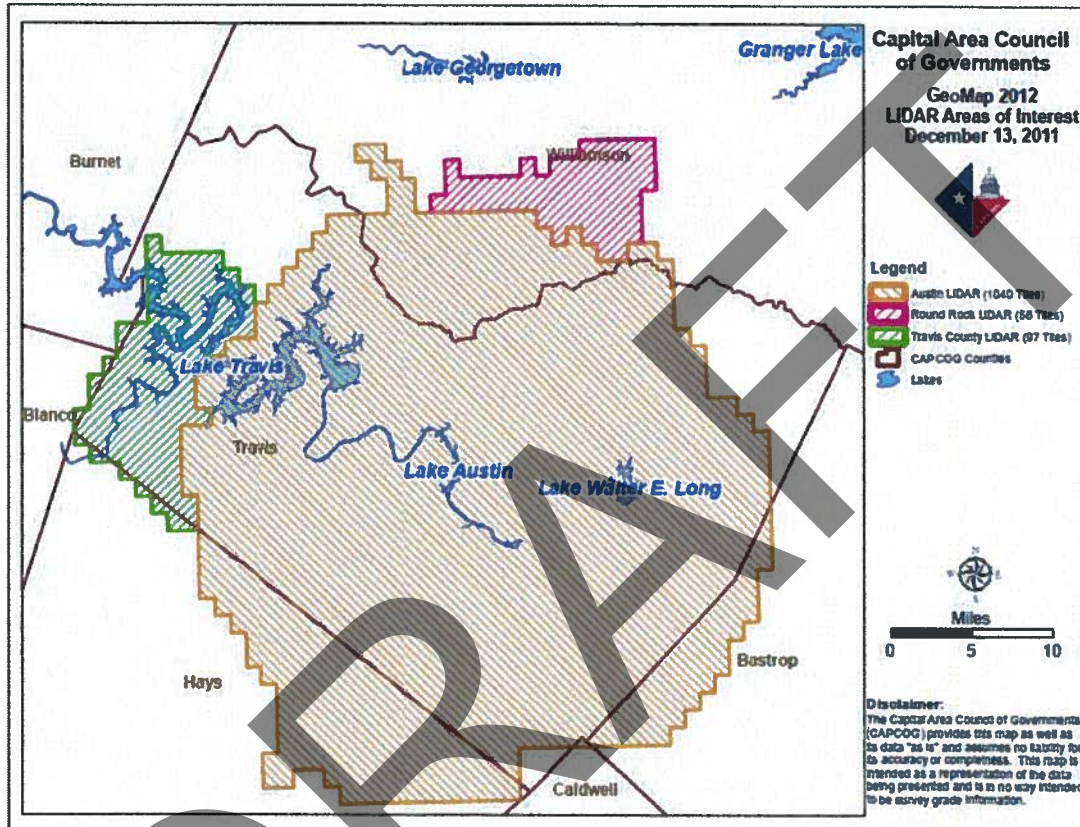 Capital Area Council
of Governments
GeoMap 2012
LIDAR Areas of Interest
December 13, 2011
Granger Lake
Lake Georgetown
Burnet
Williamson
Legend
Austin LIDAR (1040 Tiles)
Round Rock LIDAR (56 Tiles)
Travis County LIDAR (97 Tiles)
CAPCOG Counties
Lakes
Lake Travis
Blanco
Travis
Lake Austin
Lake Walter E. Long
N
W
E
S
Miles
0 5 10
Bastrop
Hays
Caldwell
Disclaimer:
The Capital Area Council of Governments
(CAPCOG) provides this map as well as
its data "as is" and assumes no liability for
its accuracy or completness. This map is
intended as a representation of the data
being presented and is in no way intended
to be survey grade information.
DRAFT